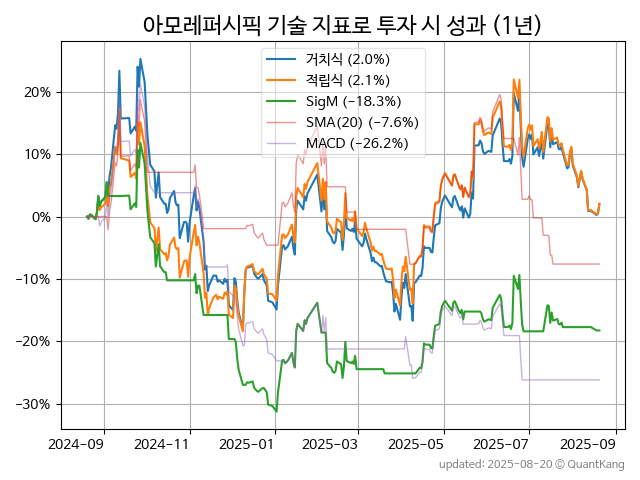 아모레퍼시픽 기술 지표로 투자 시 성과 (1년)
거치식 (2.0%)
적립식 (2.1%)
SigM (−18.3%)
SMA(20) (−7.6%)
MACD (−26.2%)
20%
10%
0%
−10%
−20%
−30%
2024-09 2024-11 2025-01 2025-03 2025-05 2025-07 2025-09
updated: 2025-08-20 © QuantKang